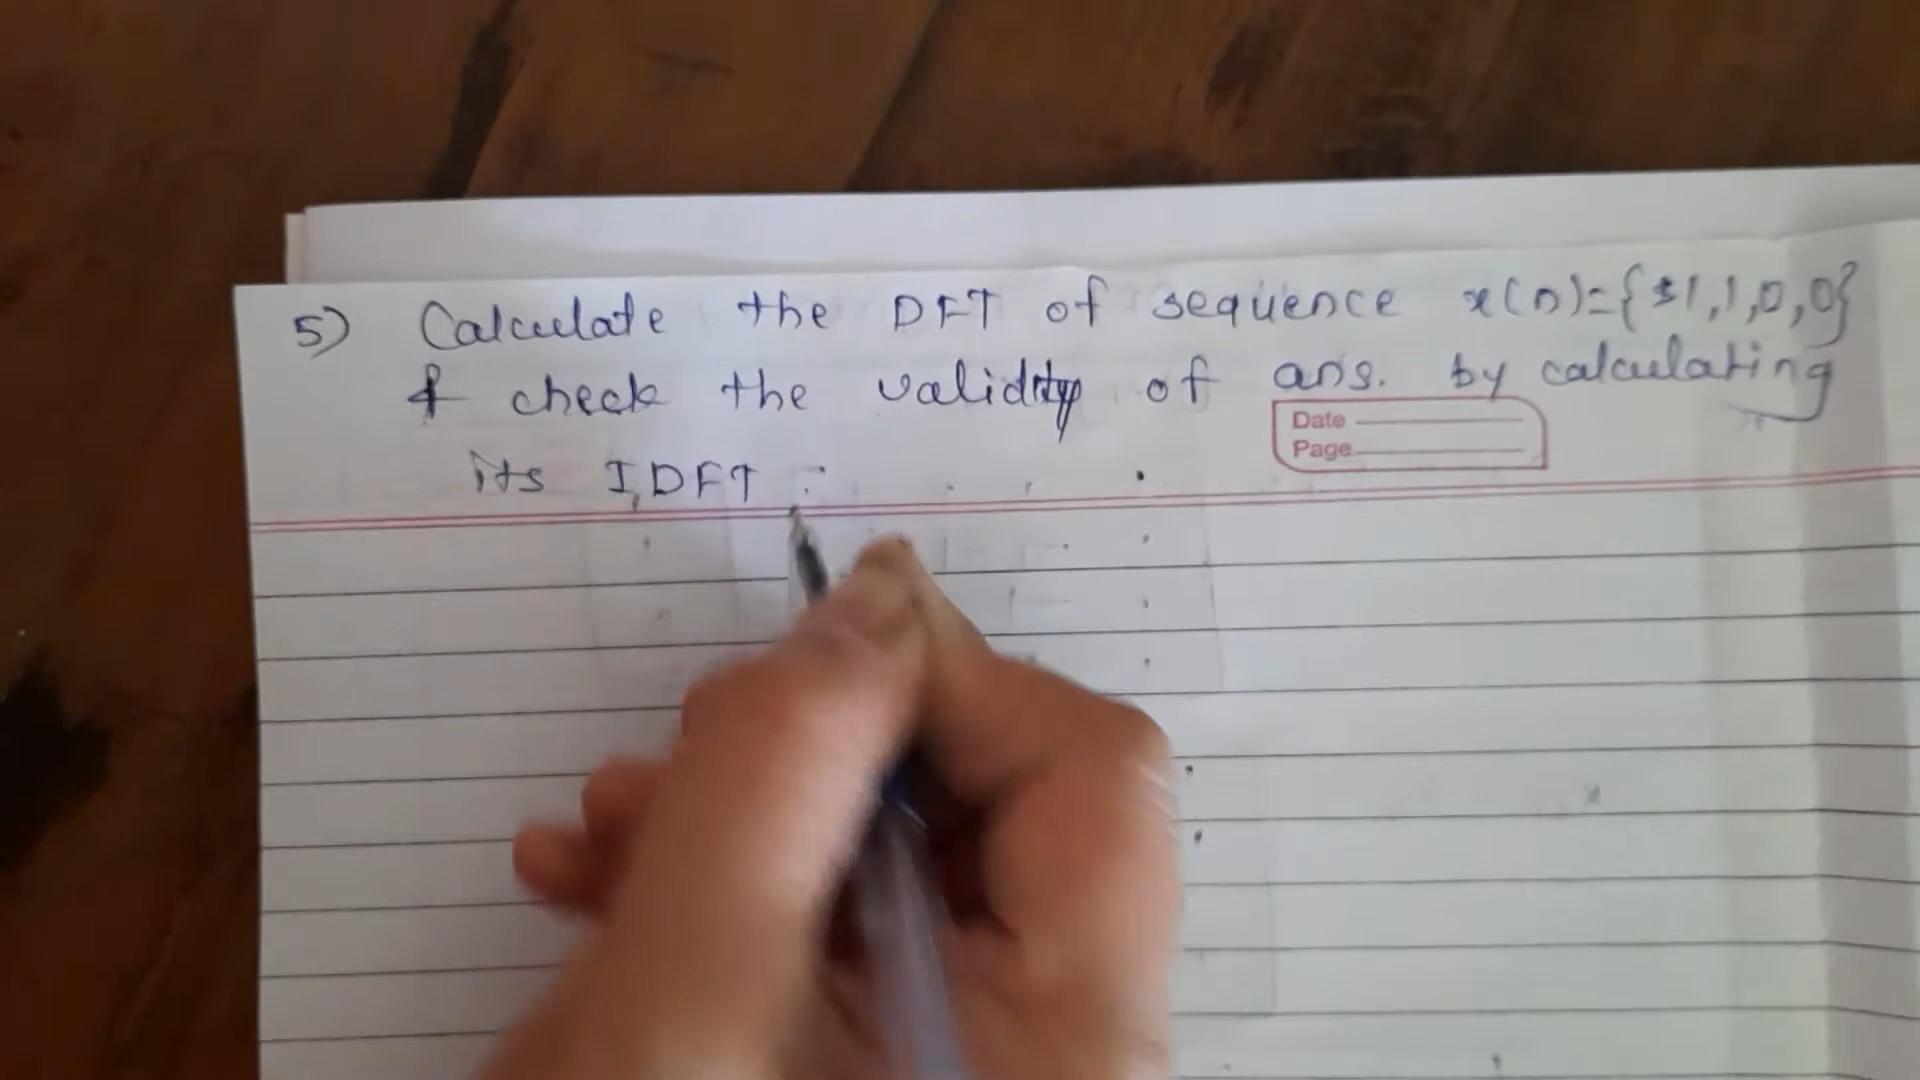 5) Calculate the DFT of sequence x(n)={1,1,0,0}
& check the validity of ans. by calculating
its IDFT
Date
Page